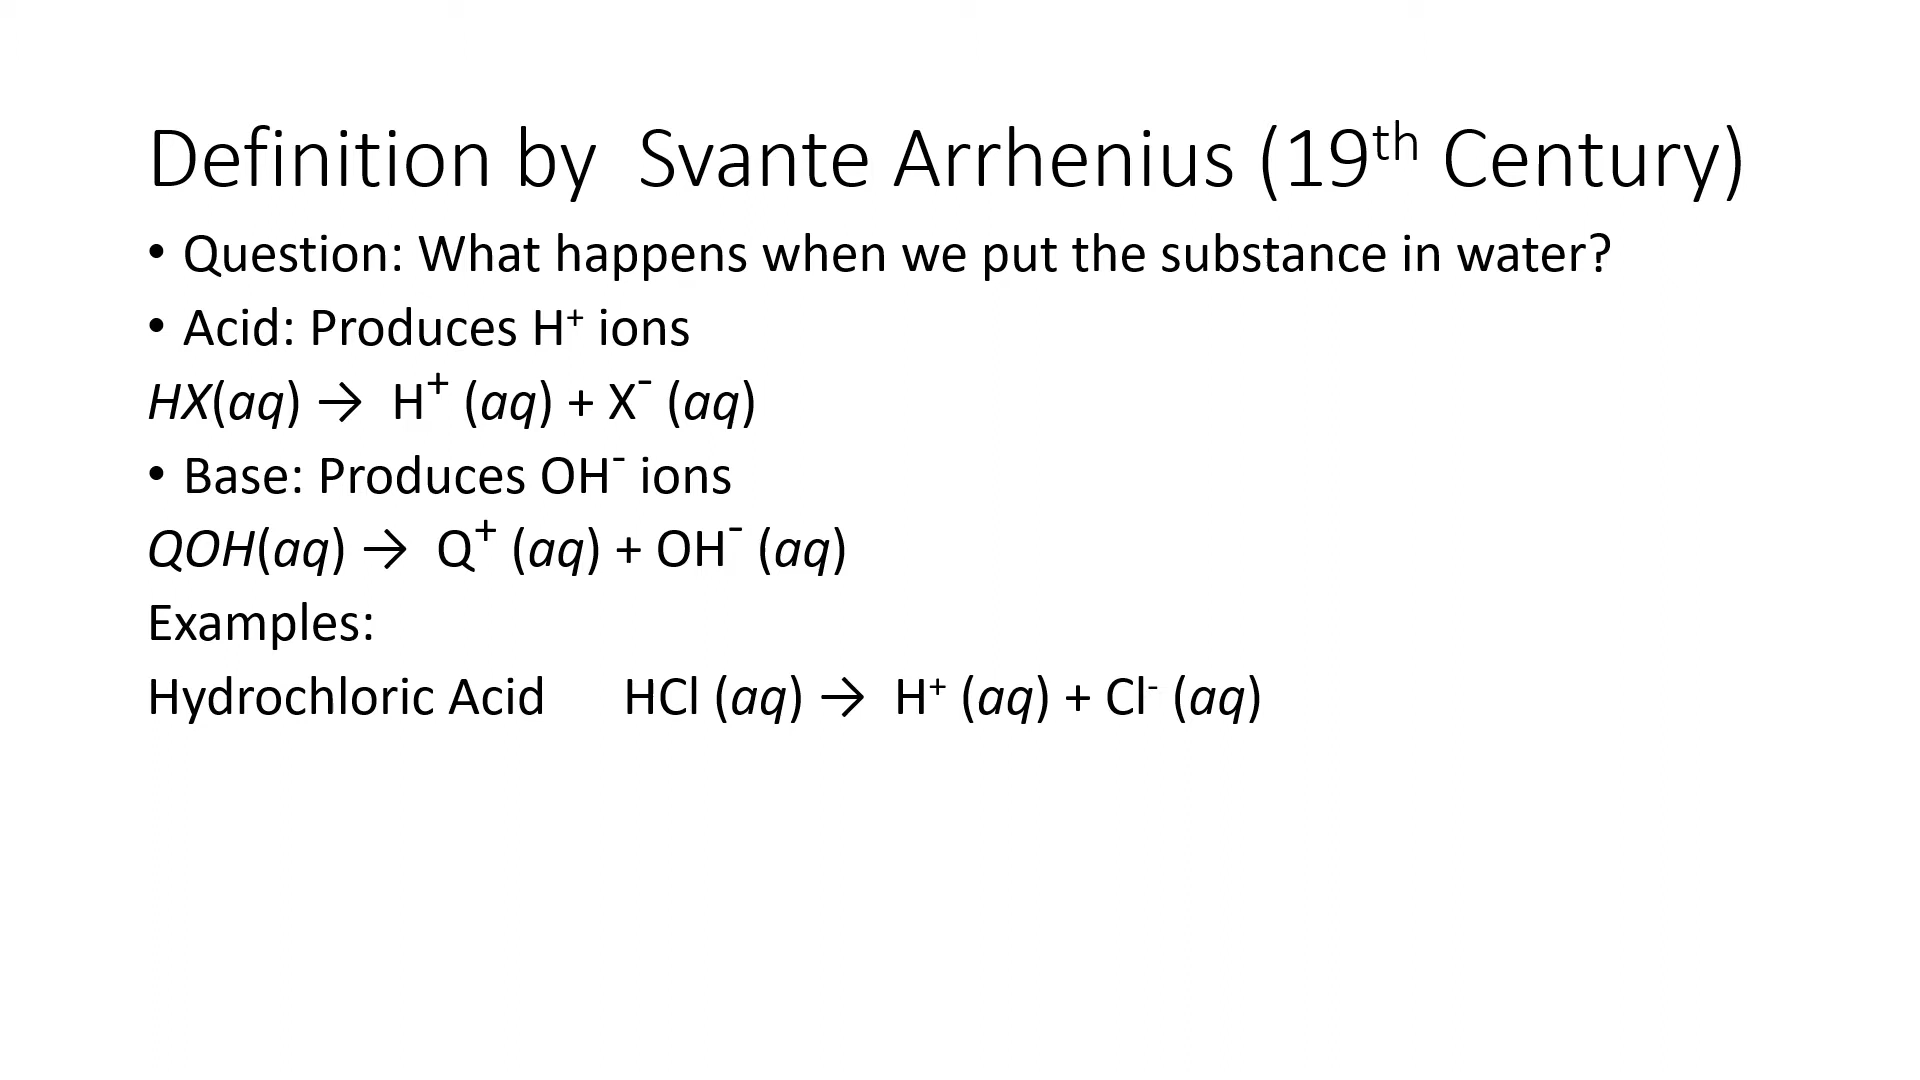 Definition by  Svante Arrhenius (19th Century)
• Question: What happens when we put the substance in water?
• Acid: Produces H⁺ ions
HX(aq) →  H⁺ (aq) + X⁻ (aq)
• Base: Produces OH⁻ ions
QOH(aq) →  Q⁺ (aq) + OH⁻ (aq)
Examples:
Hydrochloric Acid     HCl (aq) →  H⁺ (aq) + Cl⁻ (aq)